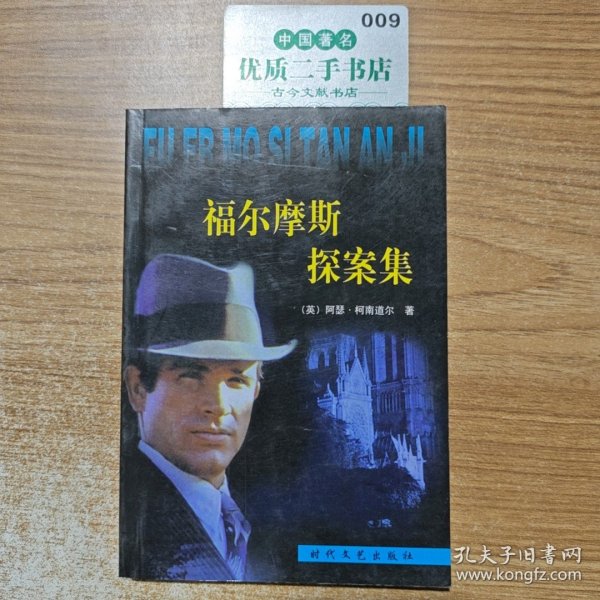 009
中国著名
优质二手书店
古今文献书店
FU ER MO SI TAN AN JI
福尔摩斯
探案集
（英）阿瑟·柯南道尔 著
时代文艺出版社
孔夫子旧书网
www.kongfz.com